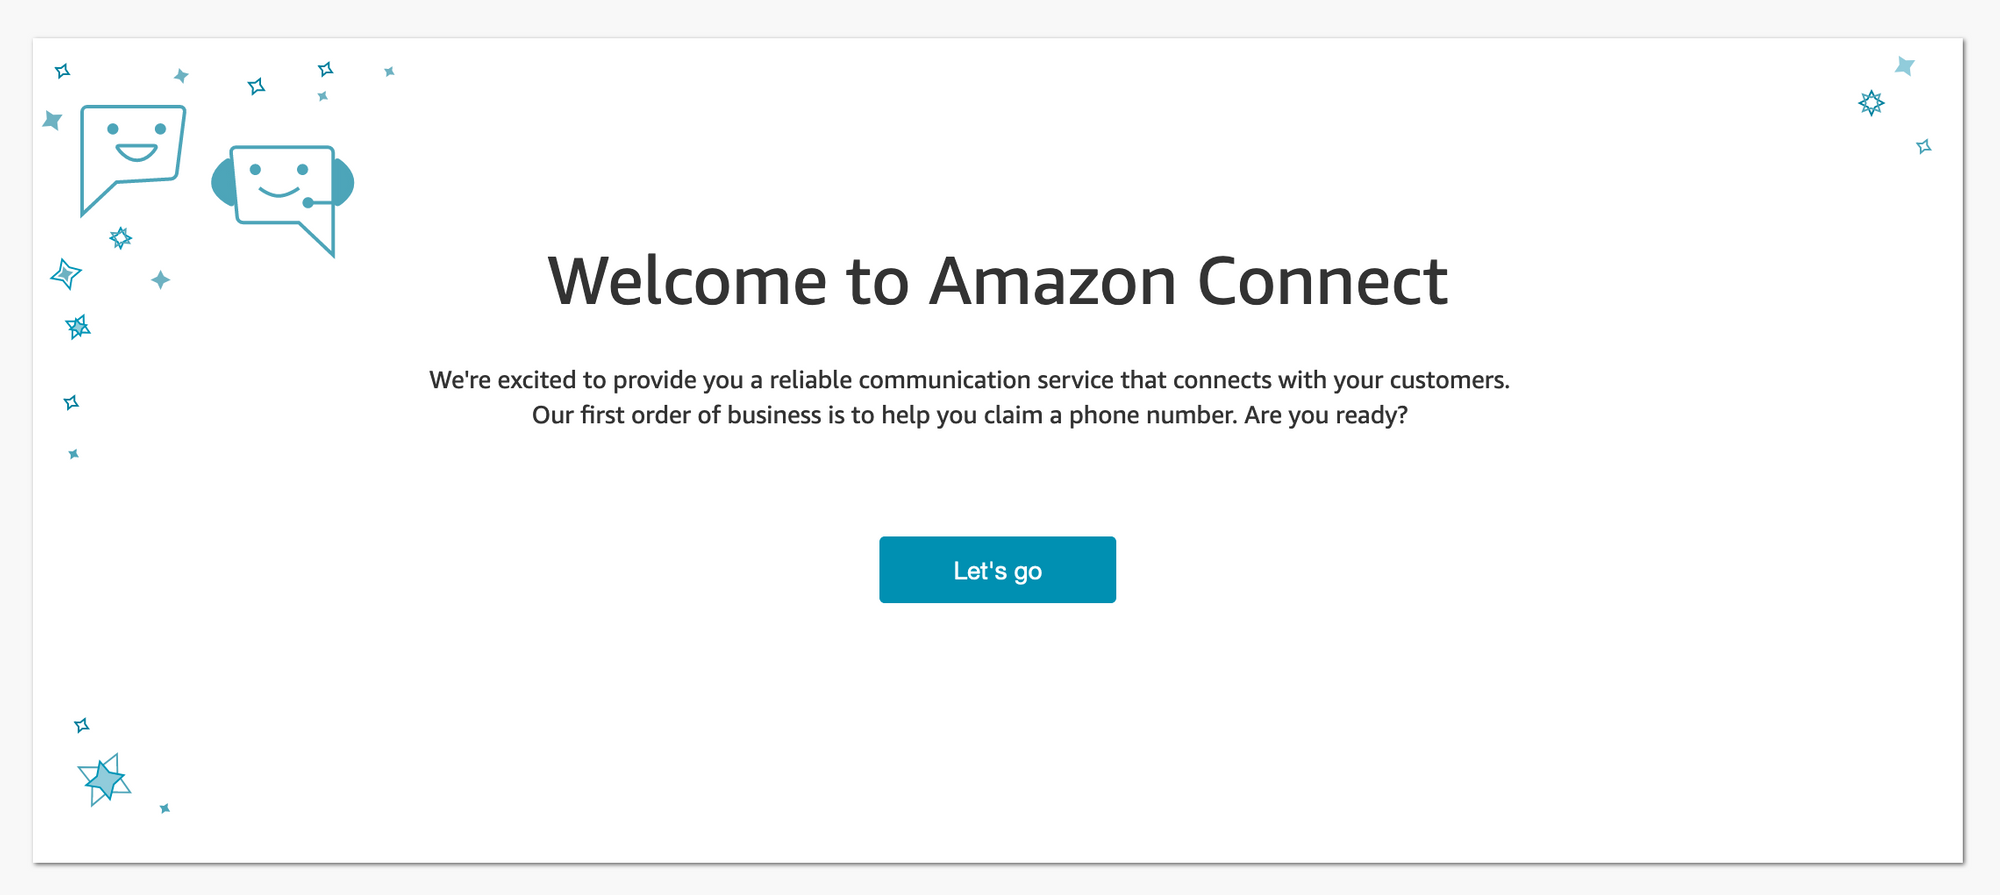 Welcome to Amazon Connect
We're excited to provide you a reliable communication service that connects with your customers.
Our first order of business is to help you claim a phone number. Are you ready?
Let's go